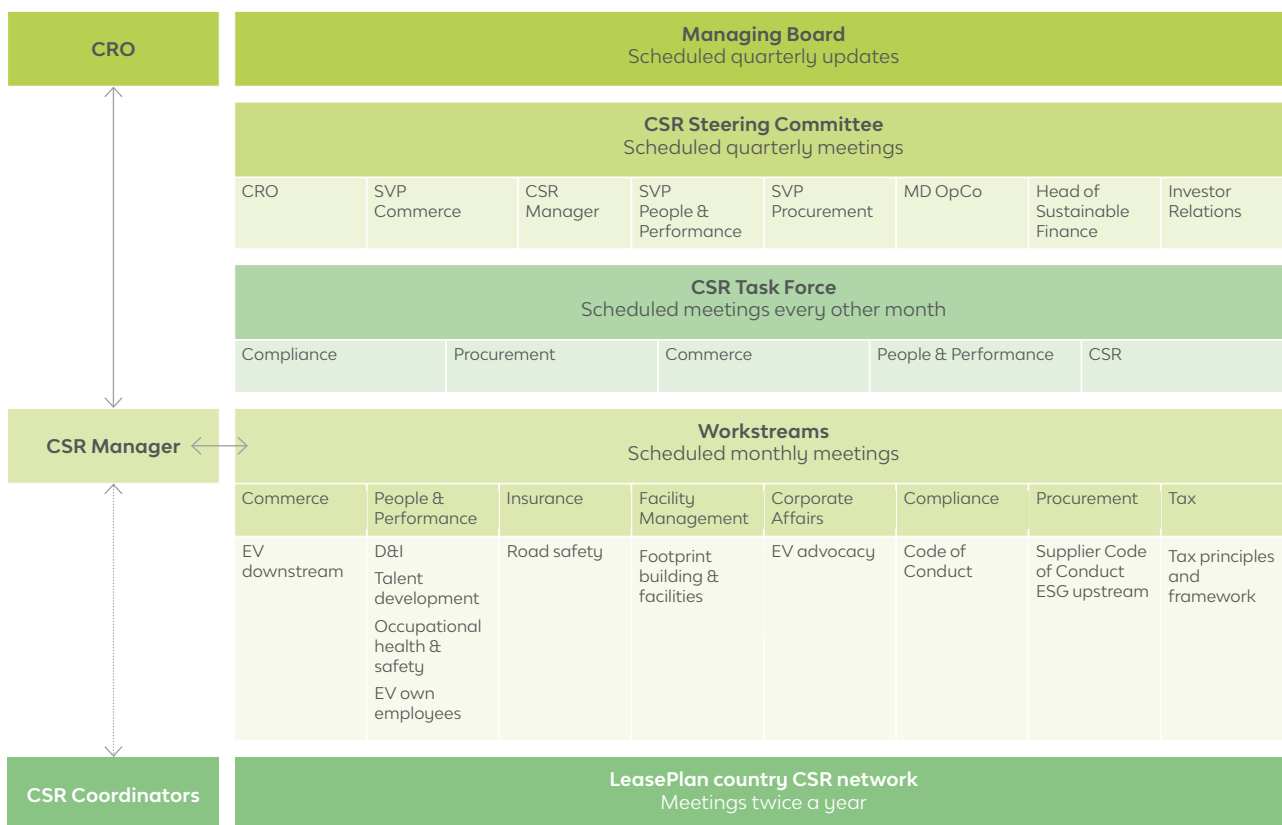 CRO
Managing Board
Scheduled quarterly updates
CSR Steering Committee
Scheduled quarterly meetings
CRO
SVP
Commerce
CSR
Manager
SVP
People &
Performance
SVP
Procurement
MD OpCo
Head of
Sustainable
Finance
Investor
Relations
CSR Task Force
Scheduled meetings every other month
Compliance
Procurement
Commerce
People & Performance
CSR
CSR Manager
Workstreams
Scheduled monthly meetings
Commerce
People &
Performance
Insurance
Facility
Management
Corporate
Affairs
Compliance
Procurement
Tax
EV
downstream
D&I
Talent
development
Occupational
health &
safety
EV own
employees
Road safety
Footprint
building &
facilities
EV advocacy
Code of
Conduct
Supplier Code
of Conduct
ESG upstream
Tax principles
and
framework
CSR Coordinators
LeasePlan country CSR network
Meetings twice a year